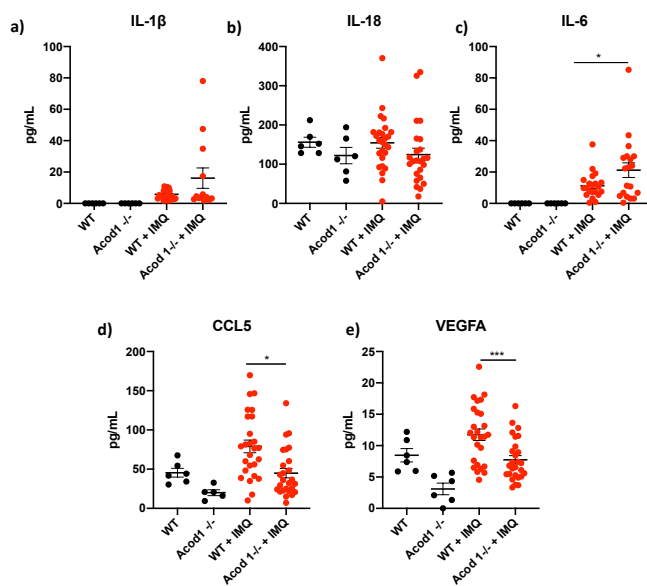 a)
IL-1β
pg/mL
100
80
60
40
20
0
WT
Acod1 -/-
WT + IMQ
Acod 1-/- + IMQ
b)
IL-18
pg/mL
400
300
200
100
0
WT
Acod1 -/-
WT + IMQ
Acod 1-/- + IMQ
c)
IL-6
pg/mL
100
80
60
40
20
0
*
WT
Acod1 -/-
WT + IMQ
Acod 1-/- + IMQ
d)
CCL5
pg/mL
200
150
100
50
0
*
WT
Acod1 -/-
WT + IMQ
Acod 1-/- + IMQ
e)
VEGFA
pg/mL
25
20
15
10
5
0
***
WT
Acod1 -/-
WT + IMQ
Acod 1-/- + IMQ